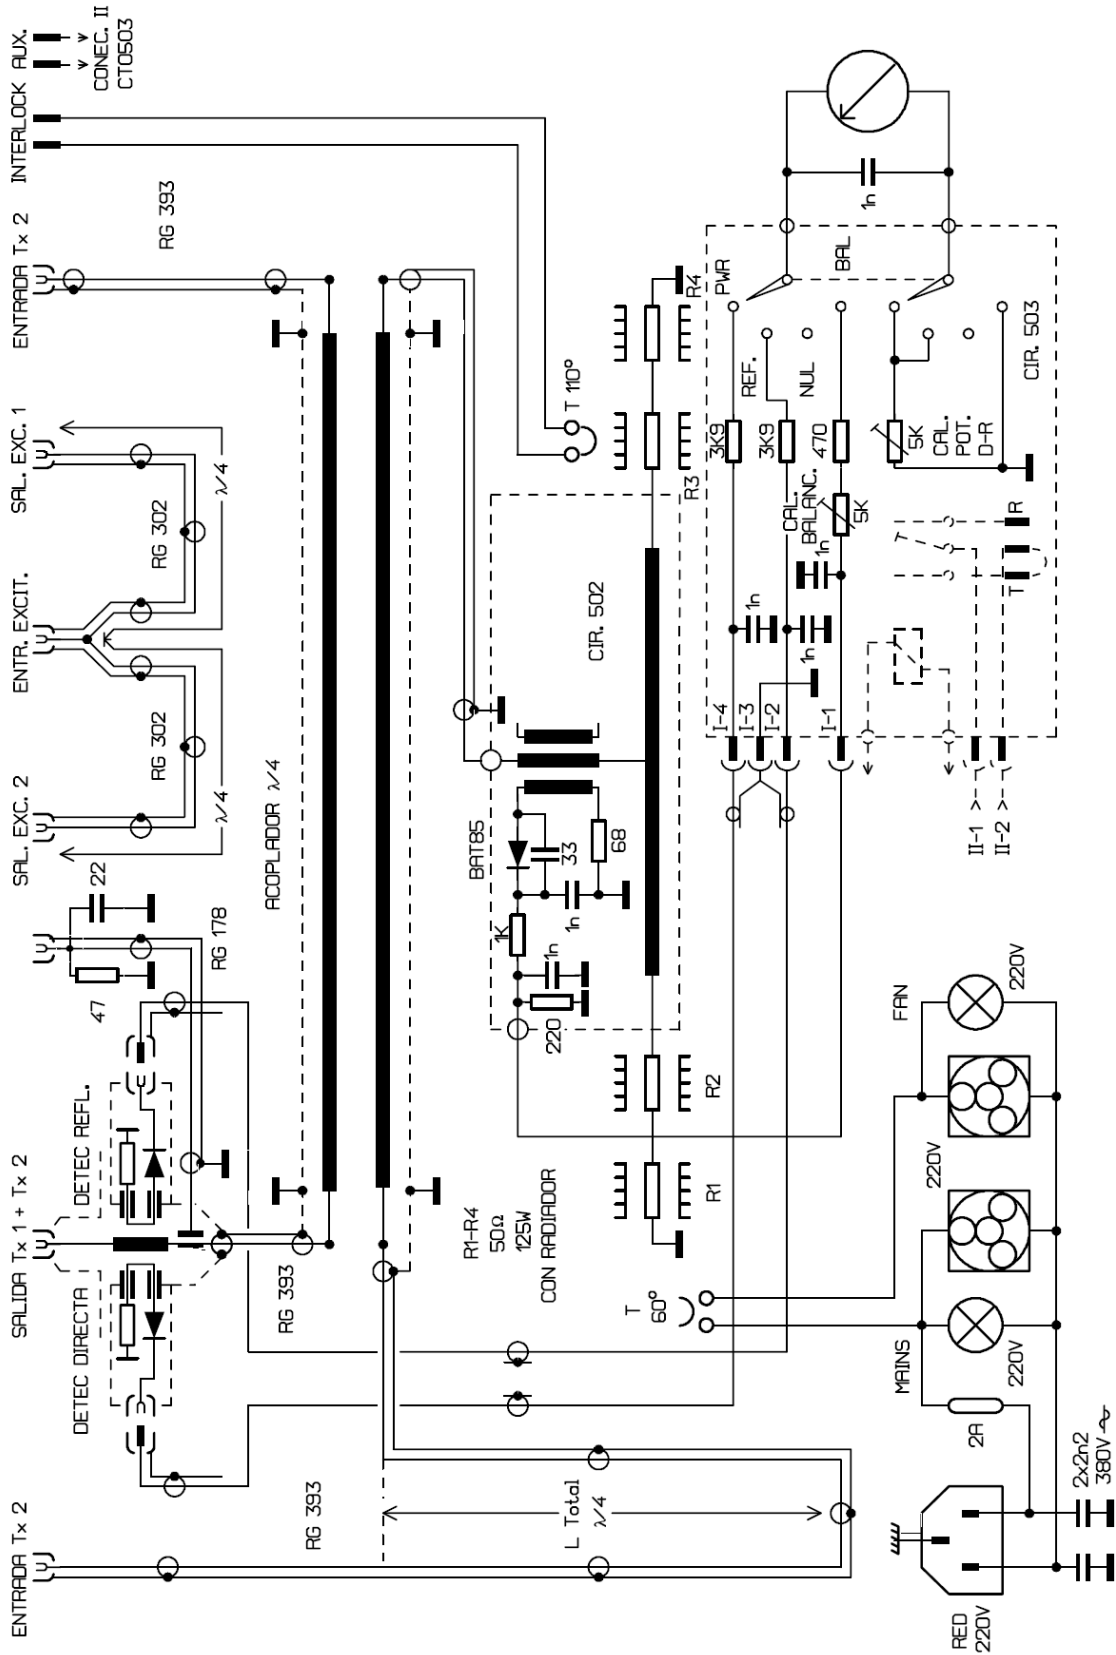 ENTRADA Tx 2
SALIDA Tx 1 + Tx 2
SAL. EXC. 2
ENTR. EXCIT.
SAL. EXC. 1
ENTRADA Tx 2
INTERLOCK
AUX.
CONEC. II
CT0503
DETEC DIRECTA
DETEC REFL.
47
22
RG 178
RG 302
RG 302
λ/4
λ/4
RG 393
RG 393
RG 393
ACOPLADOR λ/4
L Total
λ/4
R1-R4
50Ω
125W
CON RADIADOR
BAT85
1K
33
68
1n
1n
220
CIR. 502
T 110°
R1
R2
R3
R4
T
60°
PWR
REF.
NUL
BAL
3K9
3K9
470
CAL.
BALANC.
5K
5K
CAL.
POT.
D-R
1n
1n
1n
1n
CIR. 503
I-4
I-3
I-2
I-1
T
R
II-1
II-2
MAINS
FAN
220V
220V
220V
2A
RED
220V
2x2n2
380V~